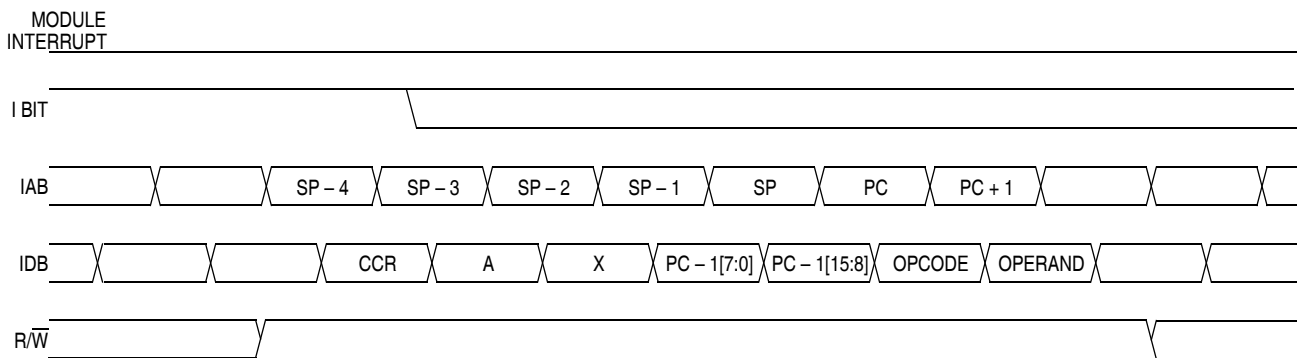 MODULE
INTERRUPT
I BIT
IAB SP – 4 SP – 3 SP – 2 SP – 1 SP PC PC + 1
IDB CCR A X PC – 1[7:0] PC – 1[15:8] OPCODE OPERAND
R/W̅